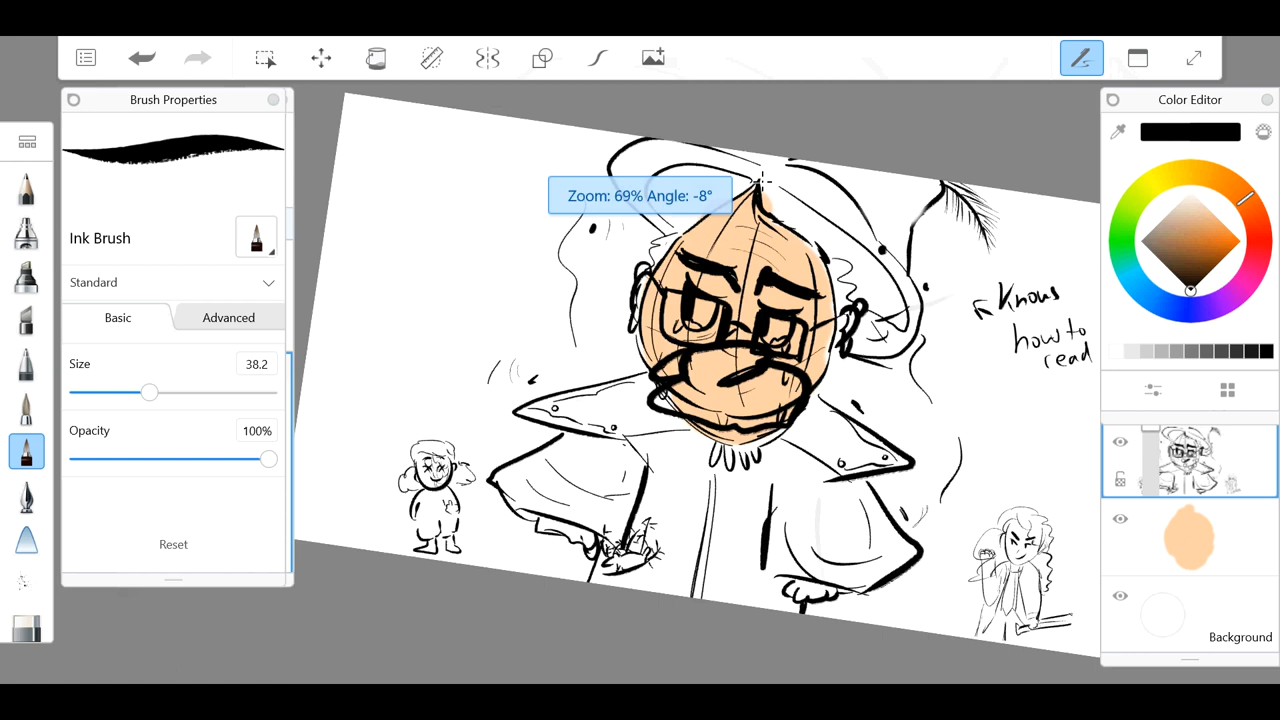 Brush Properties
Color Editor
Zoom: 69% Angle: -8°
Ink Brush
Standard
Basic
Advanced
Size
38.2
Opacity
100%
Reset
Knows
how to
read
Background